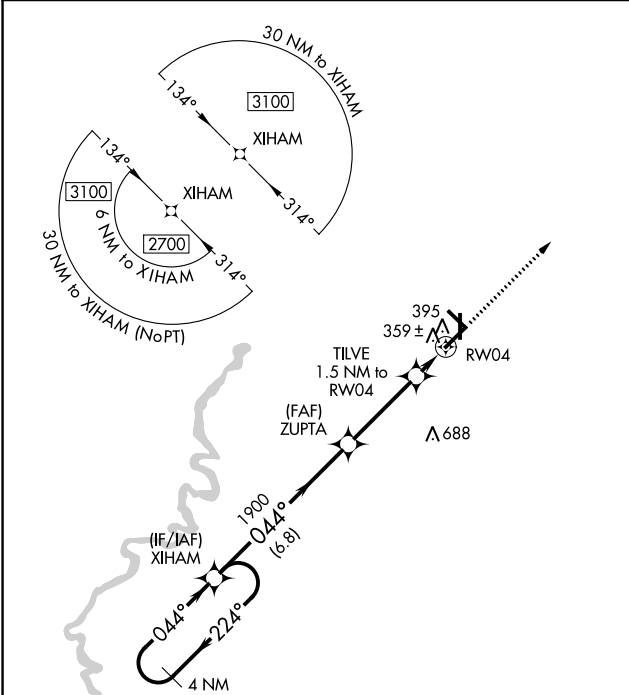 30 NM to XIHAM
134°
3100
XIHAM
314°
134°
XIHAM
3100
6 NM to XIHAM
2700
314°
30 NM to XIHAM (NoPT)
395
359 ±
RW04
TILVE
1.5 NM to
RW04
(FAF)
ZUPTA
688
1900
044°
(6.8)
(IF/IAF)
XIHAM
044°
224°
4 NM